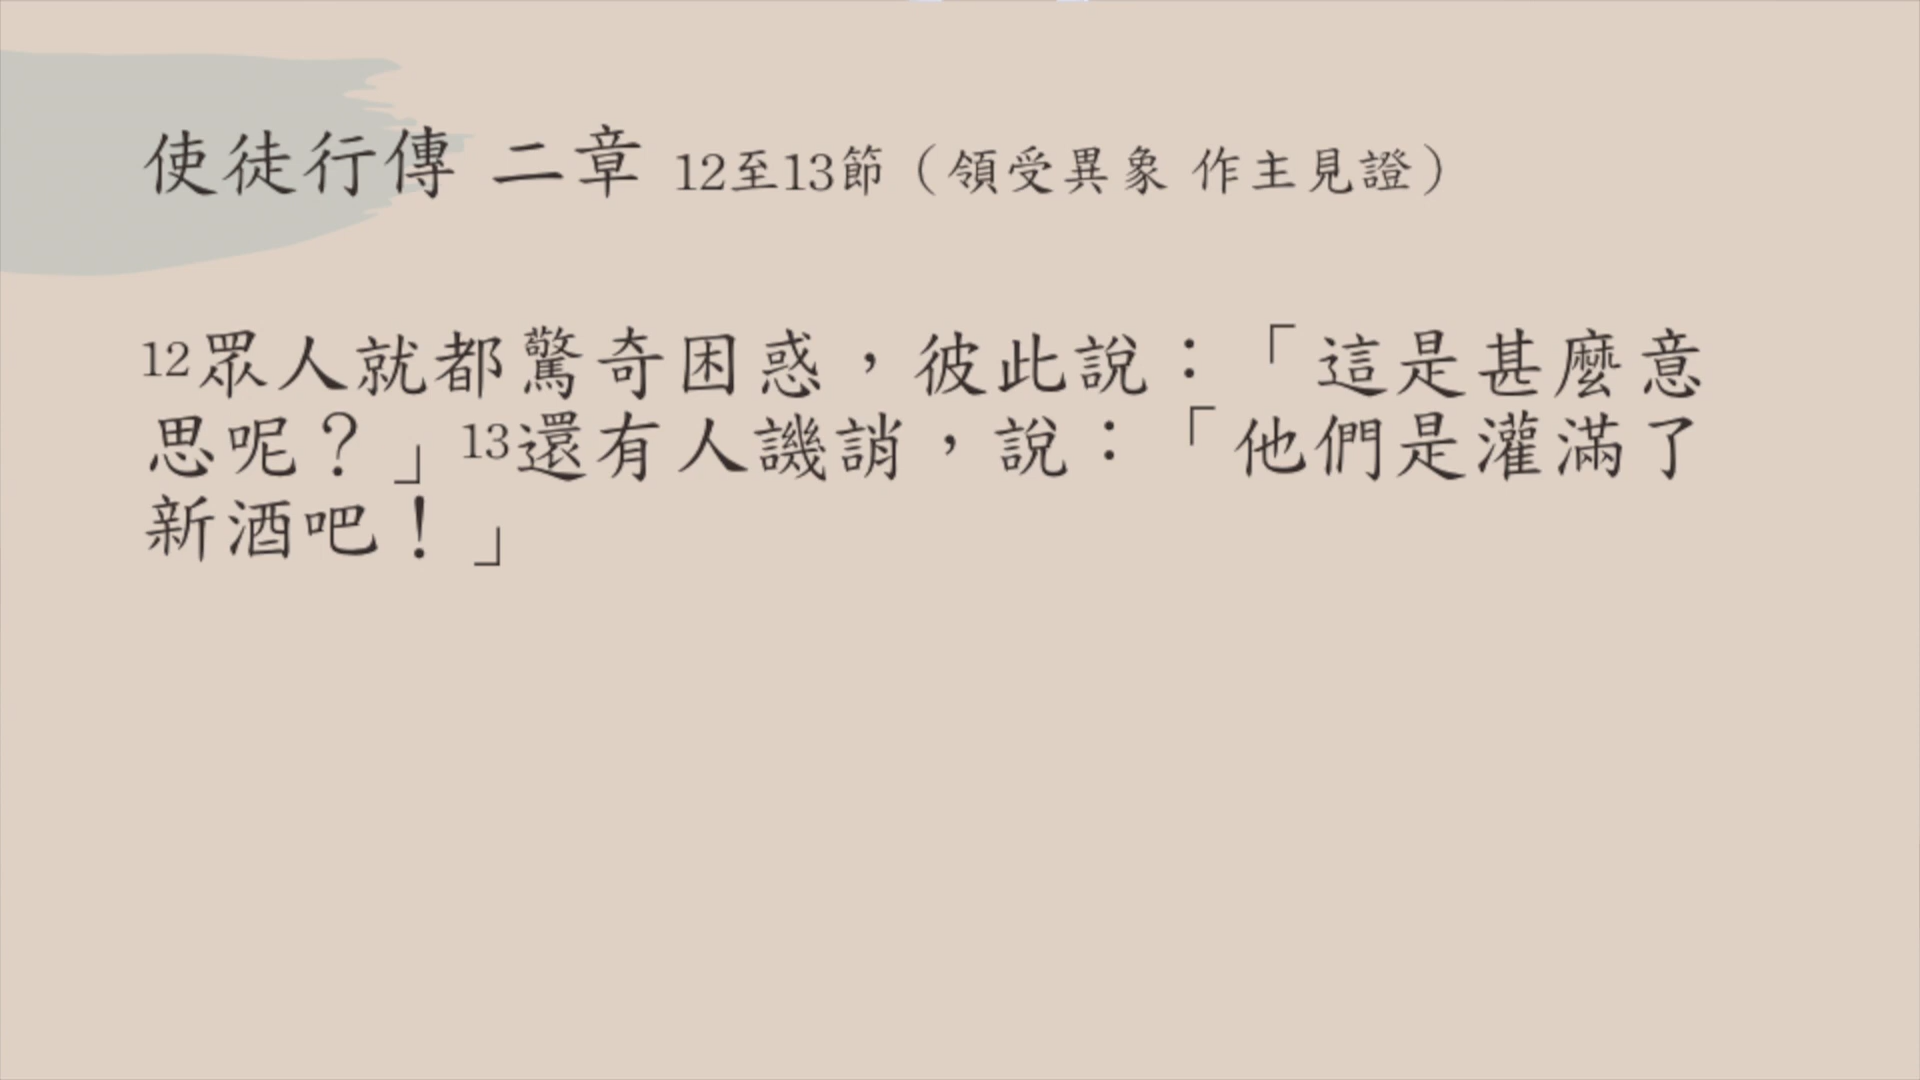 使徒行傳 二章 12至13節（領受異象 作主見證）
12眾人就都驚奇困惑，彼此說：「這是甚麼意
思呢？」13還有人譏誚，說：「他們是灌滿了
新酒吧！」